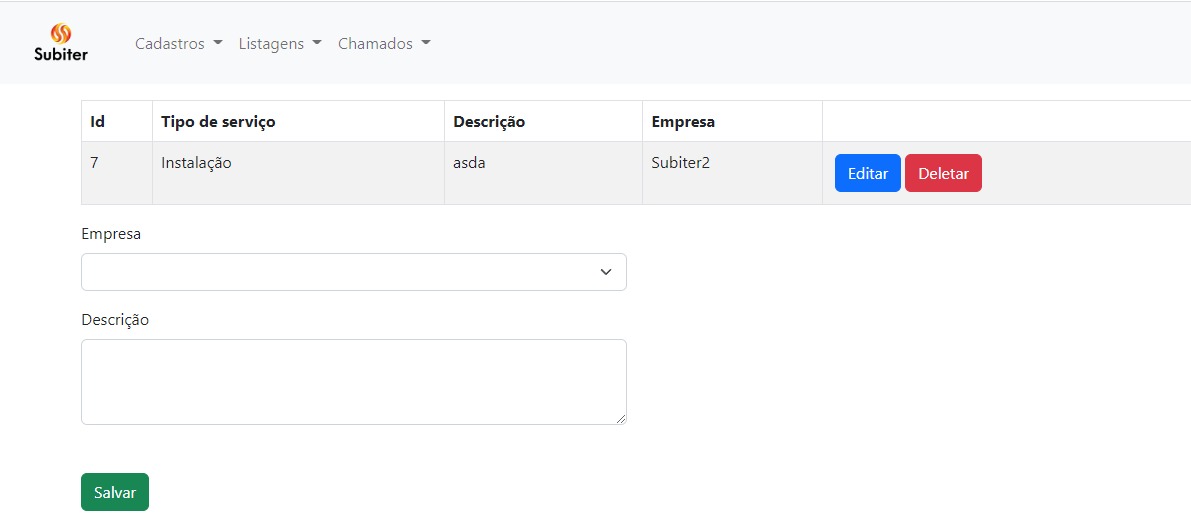 Subiter
Cadastros Listagens Chamados
Id Tipo de serviço Descrição Empresa
7 Instalação asda Subiter2 Editar Deletar
Empresa
Descrição
Salvar